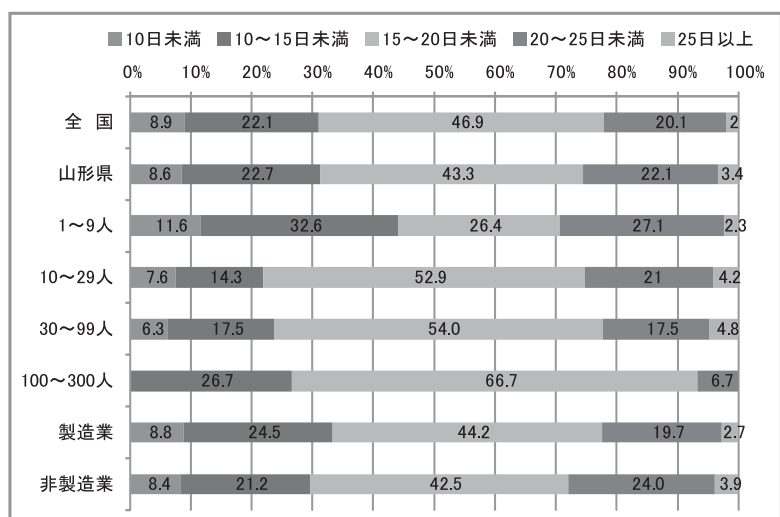 ■10日未満 ■10～15日未満 ■15～20日未満 ■20～25日未満 ■25日以上
0% 10% 20% 30% 40% 50% 60% 70% 80% 90% 100%
全 国 8.9 22.1 46.9 20.1 2
山形県 8.6 22.7 43.3 22.1 3.4
1～9人 11.6 32.6 26.4 27.1 2.3
10～29人 7.6 14.3 52.9 21 4.2
30～99人 6.3 17.5 54.0 17.5 4.8
100～300人 26.7 66.7 6.7
製造業 8.8 24.5 44.2 19.7 2.7
非製造業 8.4 21.2 42.5 24.0 3.9